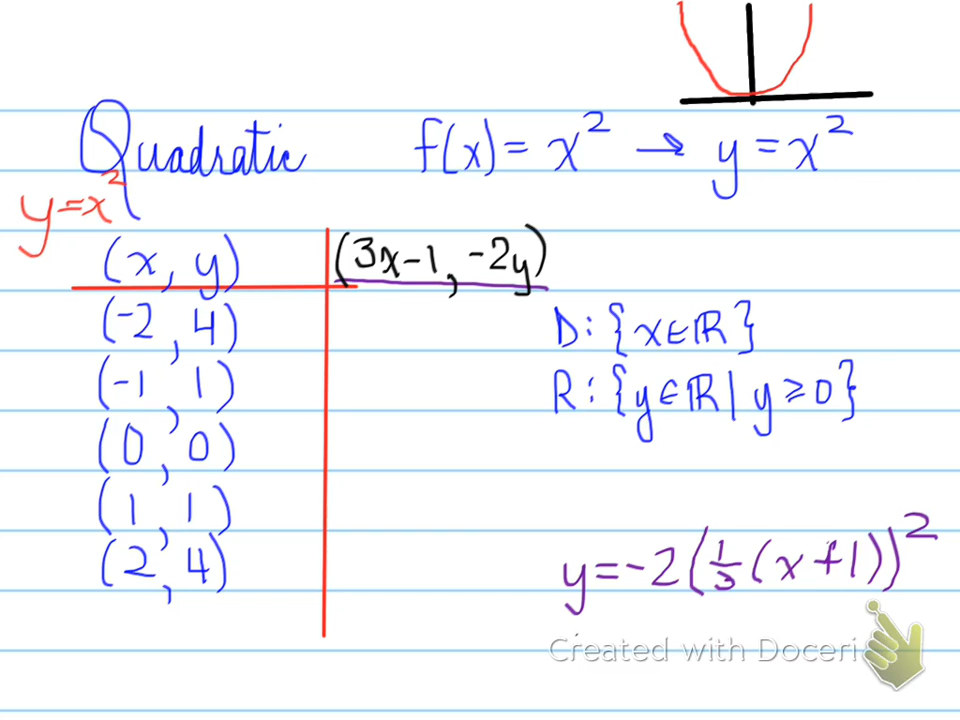 Quadratic f(x) = x² → y = x²
y=x²
(x, y) (3x-1, -2y)
(-2, 4) D: {x∈ℝ}
(-1, 1) R: {y∈ℝ| y≥0}
(0, 0)
(1, 1)
(2, 4) y=-2(1/3(x+1))²
Created with Doceri